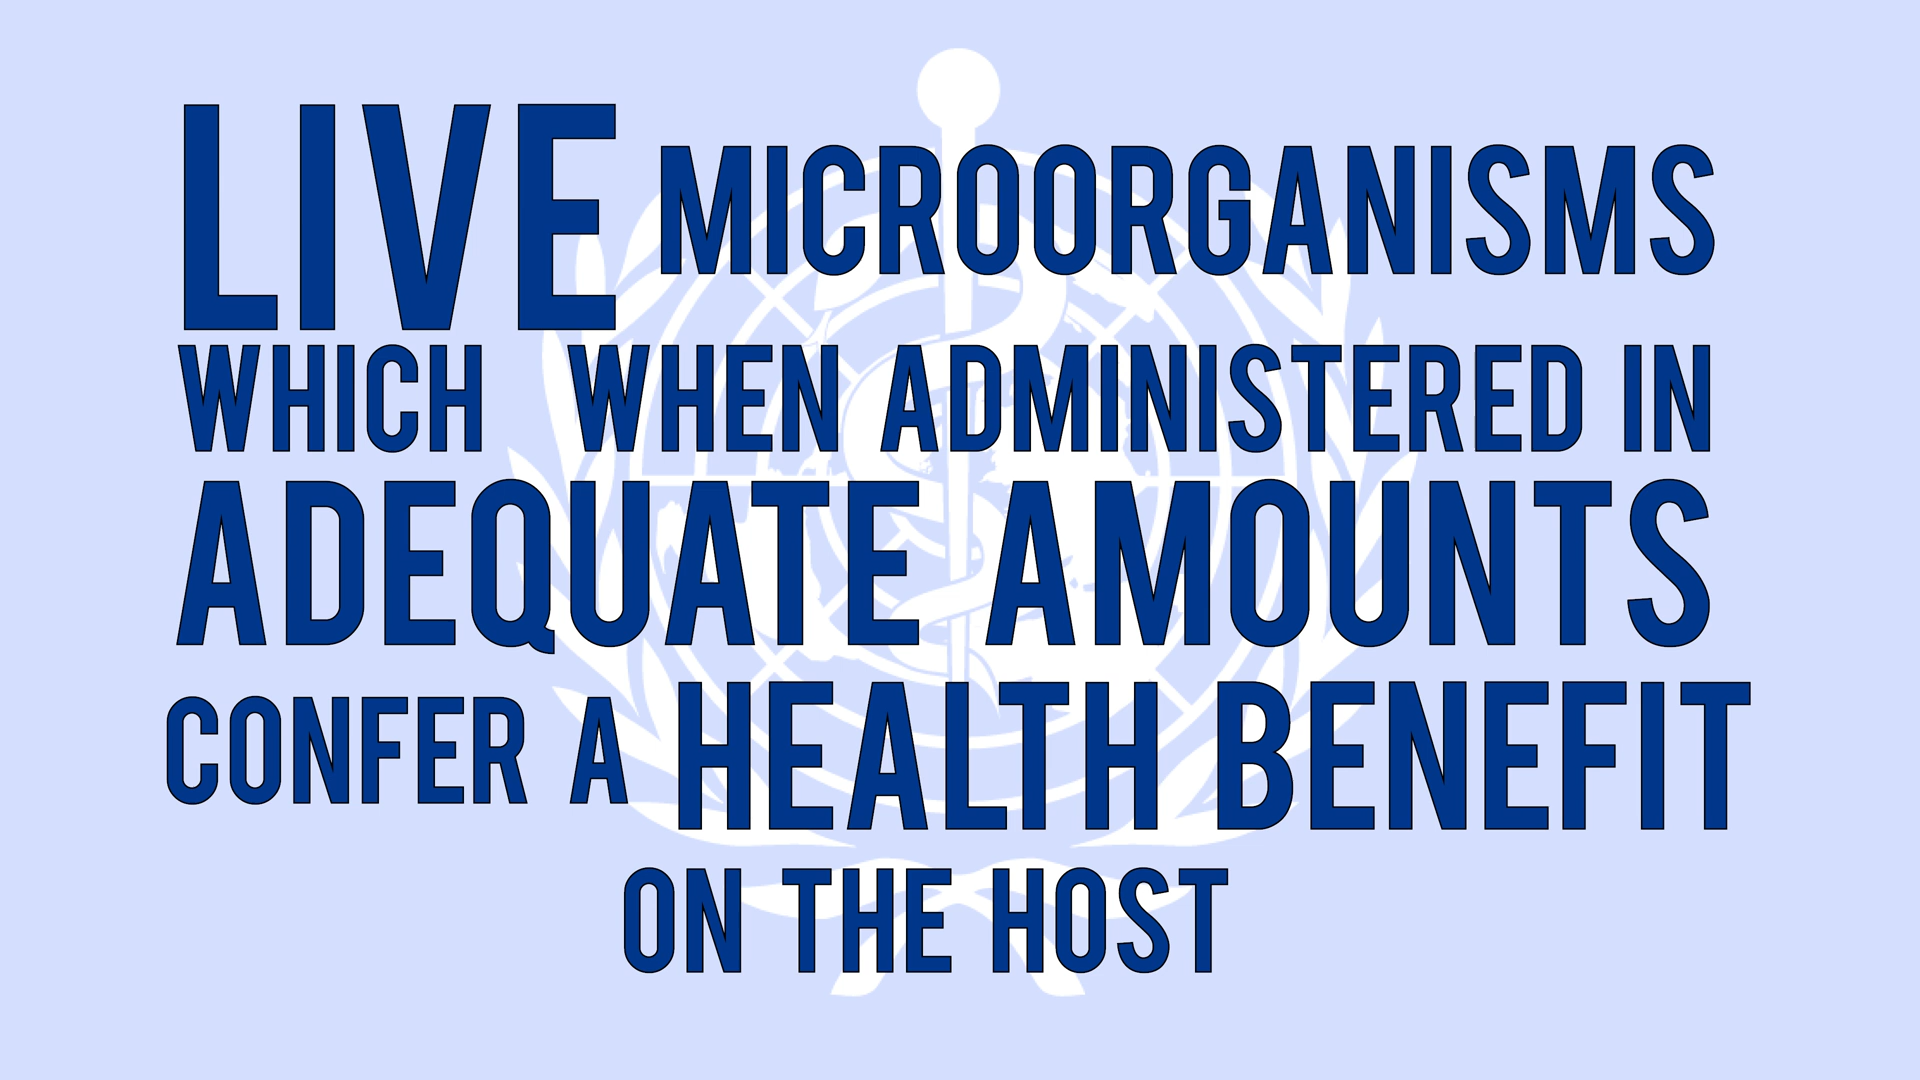 LIVE MICROORGANISMS
WHICH WHEN ADMINISTERED IN
ADEQUATE AMOUNTS
CONFER A HEALTH BENEFIT
ON THE HOST